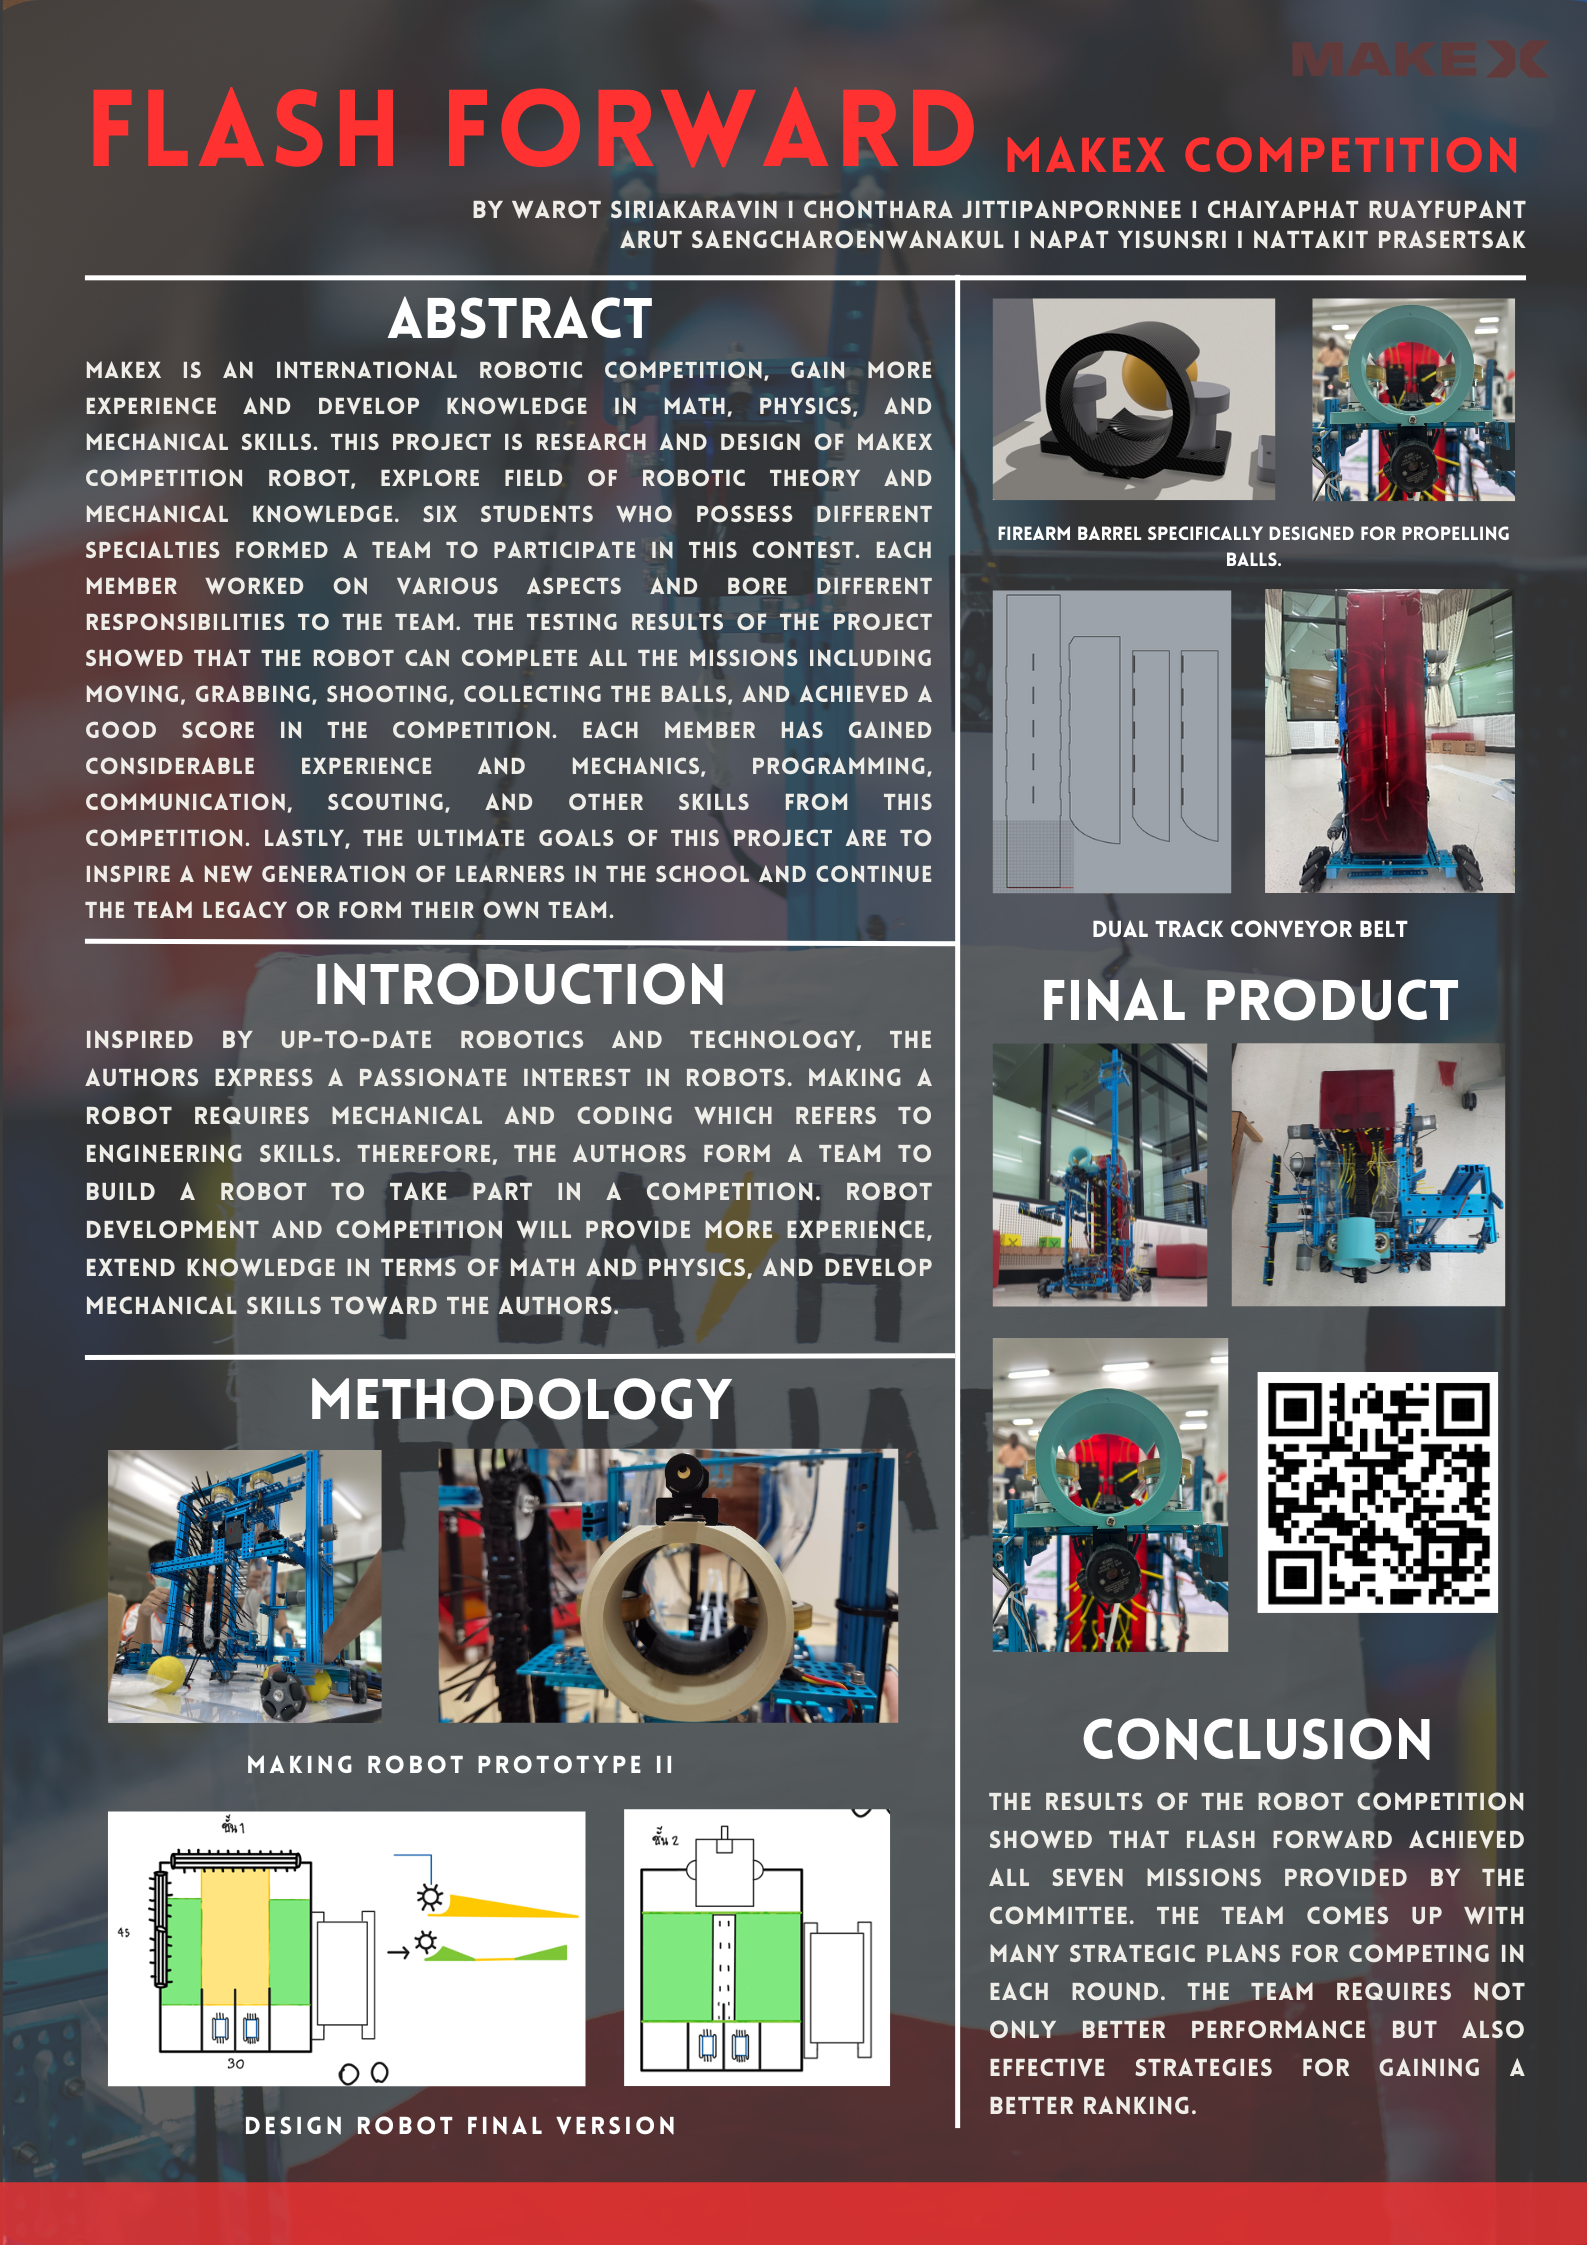 MAKEX
FLASH FORWARD MAKEX COMPETITION
BY WAROT SIRIAKARAVIN I CHONTHARA JITTIPANPORNNEE I CHAIYAPHAT RUAYFUPANT
ARUT SAENGCHAROENWANAKUL I NAPAT YISUNSRI I NATTAKIT PRASERTSAK
ABSTRACT
MAKEX IS AN INTERNATIONAL ROBOTIC COMPETITION, GAIN MORE
EXPERIENCE AND DEVELOP KNOWLEDGE IN MATH, PHYSICS, AND
MECHANICAL SKILLS. THIS PROJECT IS RESEARCH AND DESIGN OF MAKEX
COMPETITION ROBOT, EXPLORE FIELD OF ROBOTIC THEORY AND
MECHANICAL KNOWLEDGE. SIX STUDENTS WHO POSSESS DIFFERENT
SPECIALTIES FORMED A TEAM TO PARTICIPATE IN THIS CONTEST. EACH
MEMBER WORKED ON VARIOUS ASPECTS AND BORE DIFFERENT
RESPONSIBILITIES TO THE TEAM. THE TESTING RESULTS OF THE PROJECT
SHOWED THAT THE ROBOT CAN COMPLETE ALL THE MISSIONS INCLUDING
MOVING, GRABBING, SHOOTING, COLLECTING THE BALLS, AND ACHIEVED A
GOOD SCORE IN THE COMPETITION. EACH MEMBER HAS GAINED
CONSIDERABLE EXPERIENCE AND MECHANICS, PROGRAMMING,
COMMUNICATION, SCOUTING, AND OTHER SKILLS FROM THIS
COMPETITION. LASTLY, THE ULTIMATE GOALS OF THIS PROJECT ARE TO
INSPIRE A NEW GENERATION OF LEARNERS IN THE SCHOOL AND CONTINUE
THE TEAM LEGACY OR FORM THEIR OWN TEAM.
INTRODUCTION
INSPIRED BY UP-TO-DATE ROBOTICS AND TECHNOLOGY, THE
AUTHORS EXPRESS A PASSIONATE INTEREST IN ROBOTS. MAKING A
ROBOT REQUIRES MECHANICAL AND CODING WHICH REFERS TO
ENGINEERING SKILLS. THEREFORE, THE AUTHORS FORM A TEAM TO
BUILD A ROBOT TO TAKE PART IN A COMPETITION. ROBOT
DEVELOPMENT AND COMPETITION WILL PROVIDE MORE EXPERIENCE,
EXTEND KNOWLEDGE IN TERMS OF MATH AND PHYSICS, AND DEVELOP
MECHANICAL SKILLS TOWARD THE AUTHORS.
METHODOLOGY
MAKING ROBOT PROTOTYPE II
ชั้น 1
45
30
ชั้น 2
DESIGN ROBOT FINAL VERSION
FIREARM BARREL SPECIFICALLY DESIGNED FOR PROPELLING
BALLS.
DUAL TRACK CONVEYOR BELT
FINAL PRODUCT
CONCLUSION
THE RESULTS OF THE ROBOT COMPETITION
SHOWED THAT FLASH FORWARD ACHIEVED
ALL SEVEN MISSIONS PROVIDED BY THE
COMMITTEE. THE TEAM COMES UP WITH
MANY STRATEGIC PLANS FOR COMPETING IN
EACH ROUND. THE TEAM REQUIRES NOT
ONLY BETTER PERFORMANCE BUT ALSO
EFFECTIVE STRATEGIES FOR GAINING A
BETTER RANKING.